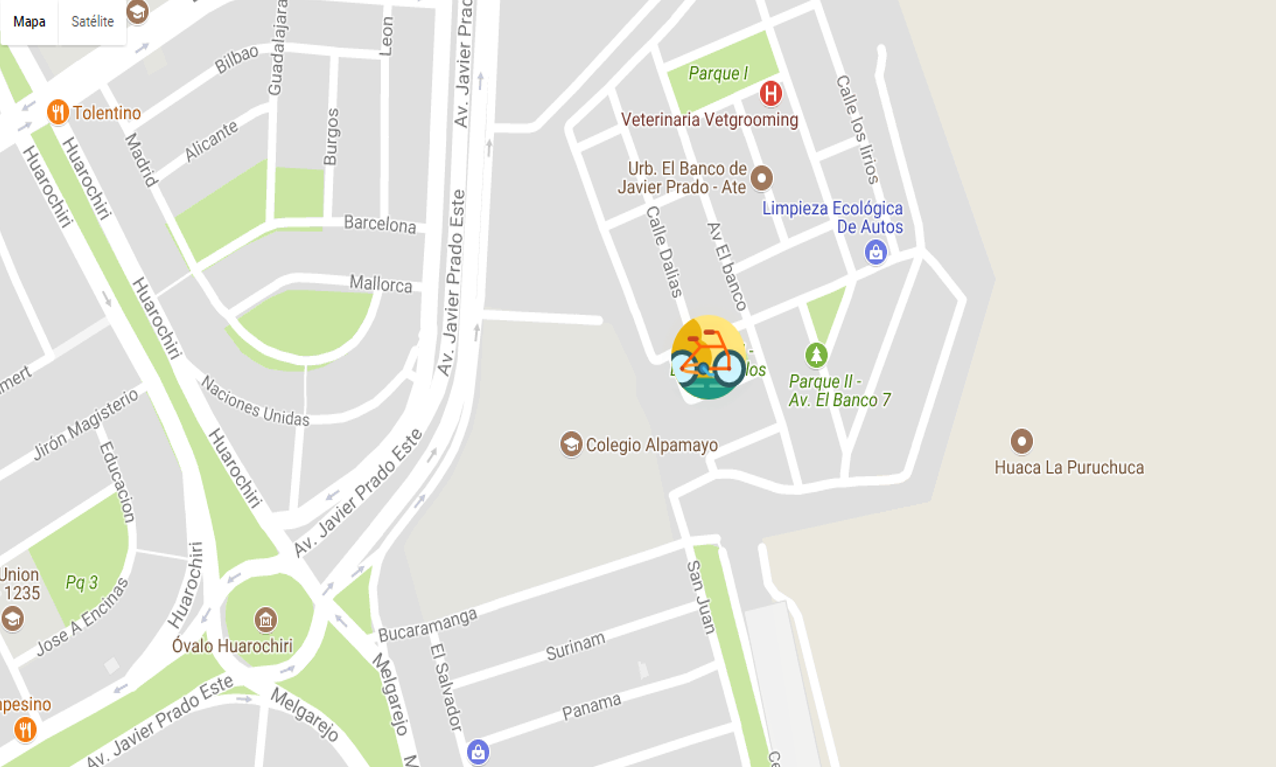 Mapa
Satélite
Guadalajara
Leon
Av. Javier Prad
Bilbao
Parque I
Tolentino
Veterinaria Vetgrooming
Calle los lirios
Huarochiri
Huarochiri
Madrid
Alicante
Burgos
Urb. El Banco de
Javier Prado - Ate
Limpieza Ecológica
De Autos
Barcelona
Av. Javier Prado Este
Calle Dalias
Av El banco
Mallorca
Huarochiri
Parque II -
Av. El Banco 7
Naciones Unidas
Jirón Magisterio
Educacion
Huarochiri
Av. Javier Prado Este
Colegio Alpamayo
Huaca La Puruchuca
Union
1235
Pq 3
Jose A Encinas
Huarochiri
Óvalo Huarochiri
San Juan
Bucaramanga
Surinam
El Salvador
Melgarejo
Panama
Av. Javier Prado Este
Melgarejo